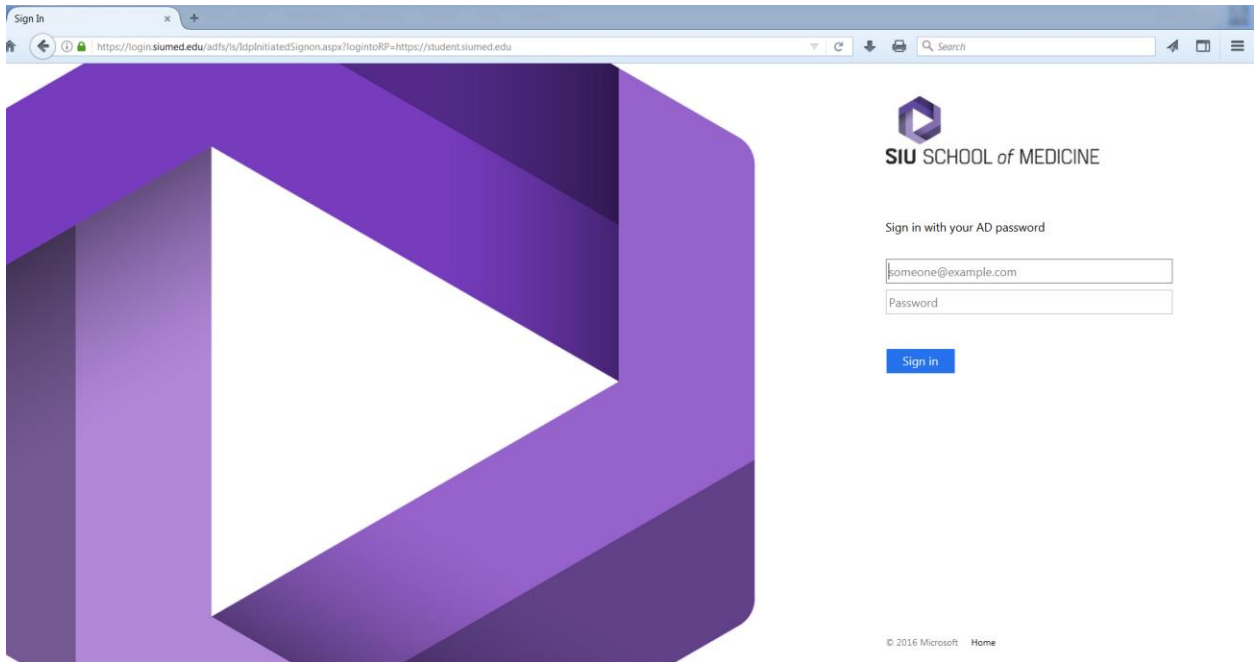 Sign In
https://login.siumed.edu/adfs/ls/IdpInitiatedSignon.aspx?logintoRP=https://student.siumed.edu
Search
SIU SCHOOL of MEDICINE
Sign in with your AD password
someone@example.com
Password
Sign in
© 2016 Microsoft Home